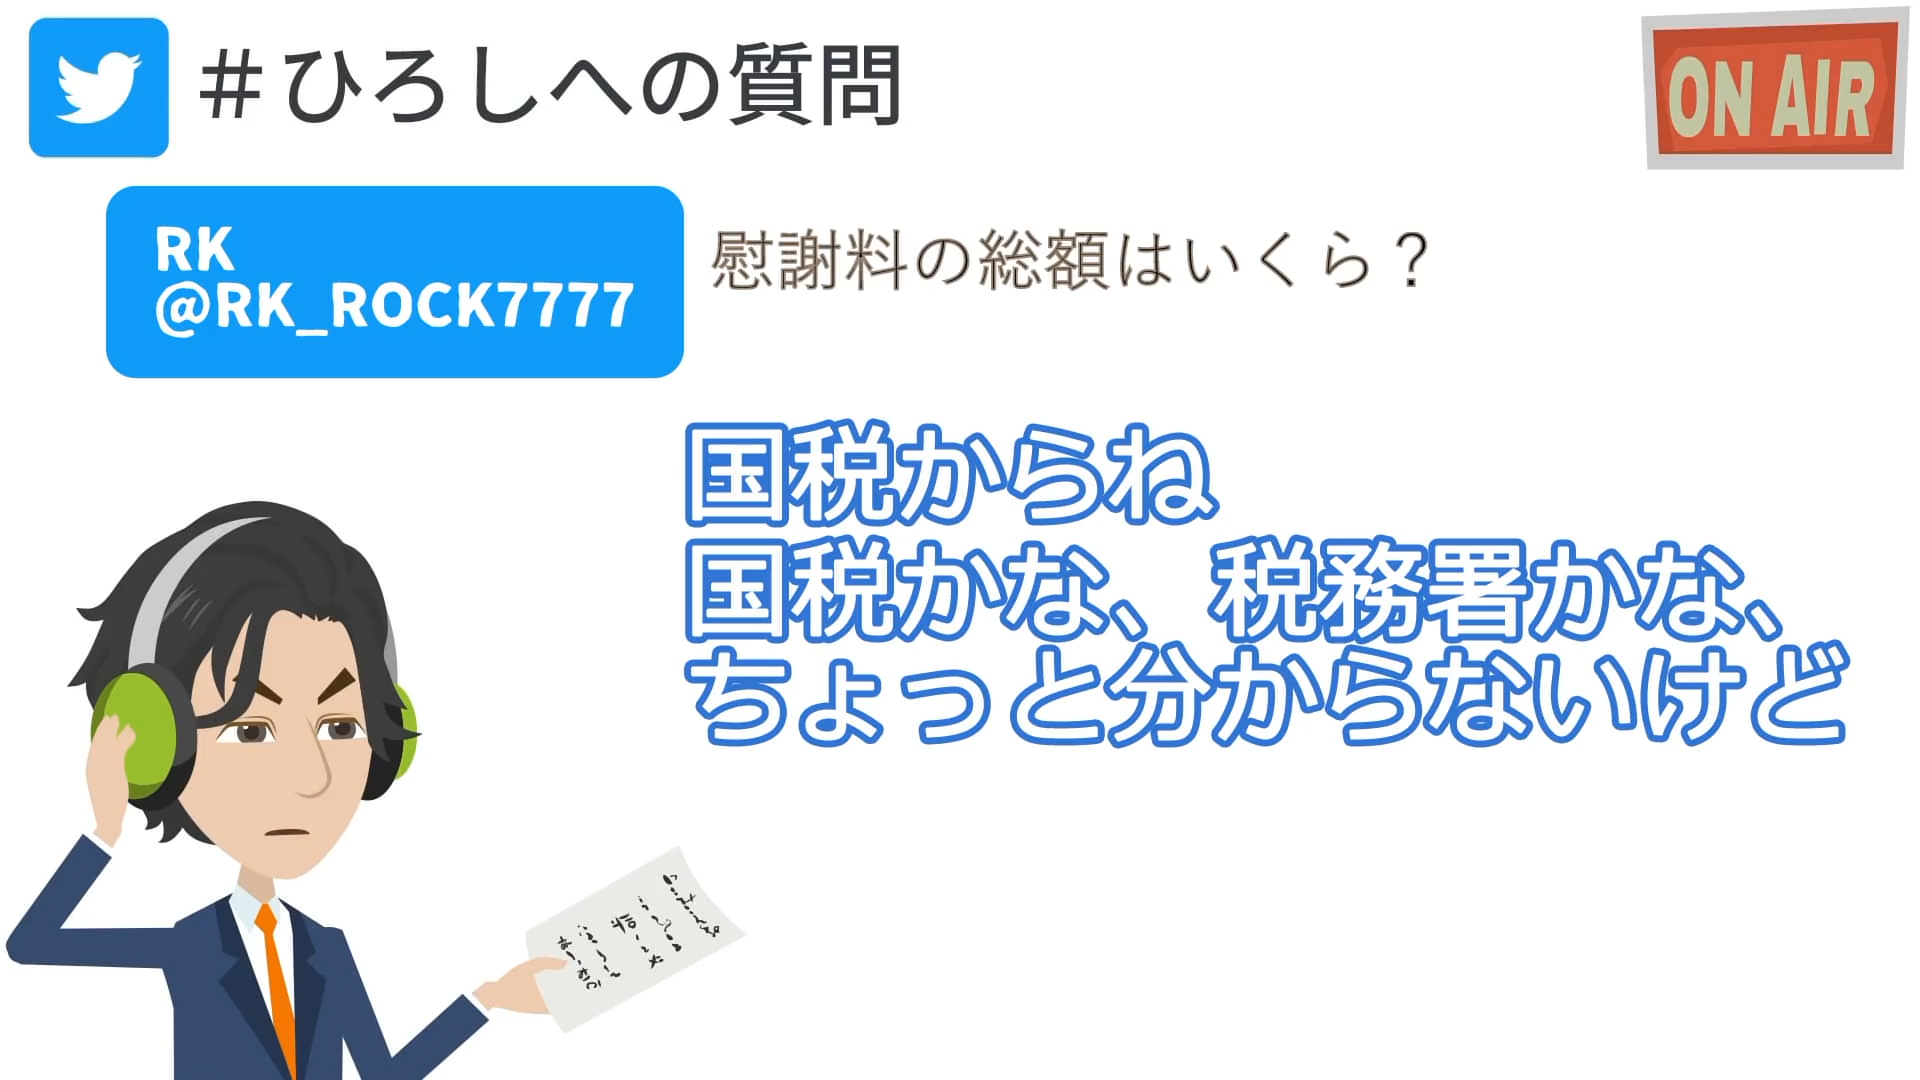 #ひろしへの質問
ON AIR
RK
@RK_ROCK7777
慰謝料の総額はいくら？
国税からね
国税かな、税務署かな、
ちょっと分からないけど